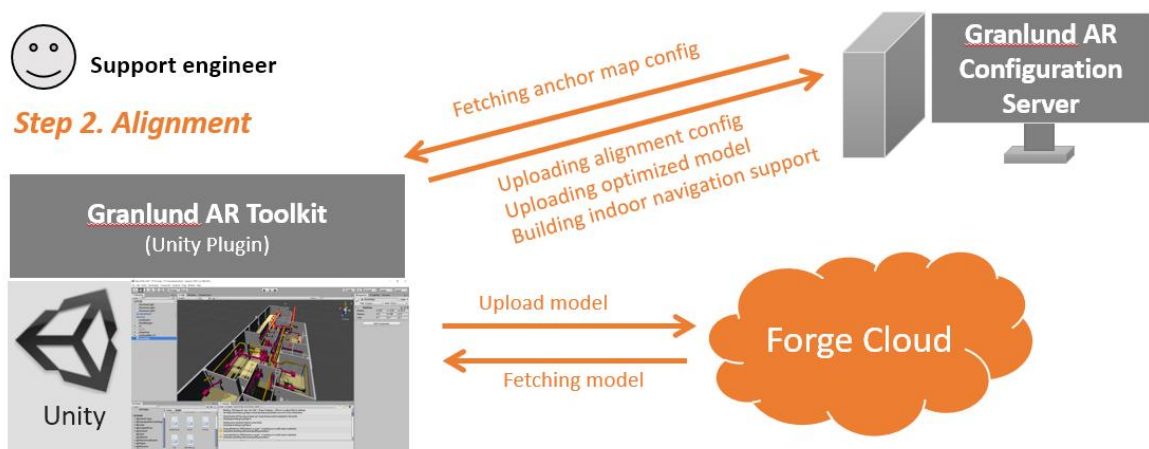 Support engineer
Step 2. Alignment
Granlund AR Toolkit
(Unity Plugin)
Unity
Fetching anchor map config
Uploading alignment config
Uploading optimized model
Building indoor navigation support
Granlund AR
Configuration
Server
Upload model
Fetching model
Forge Cloud